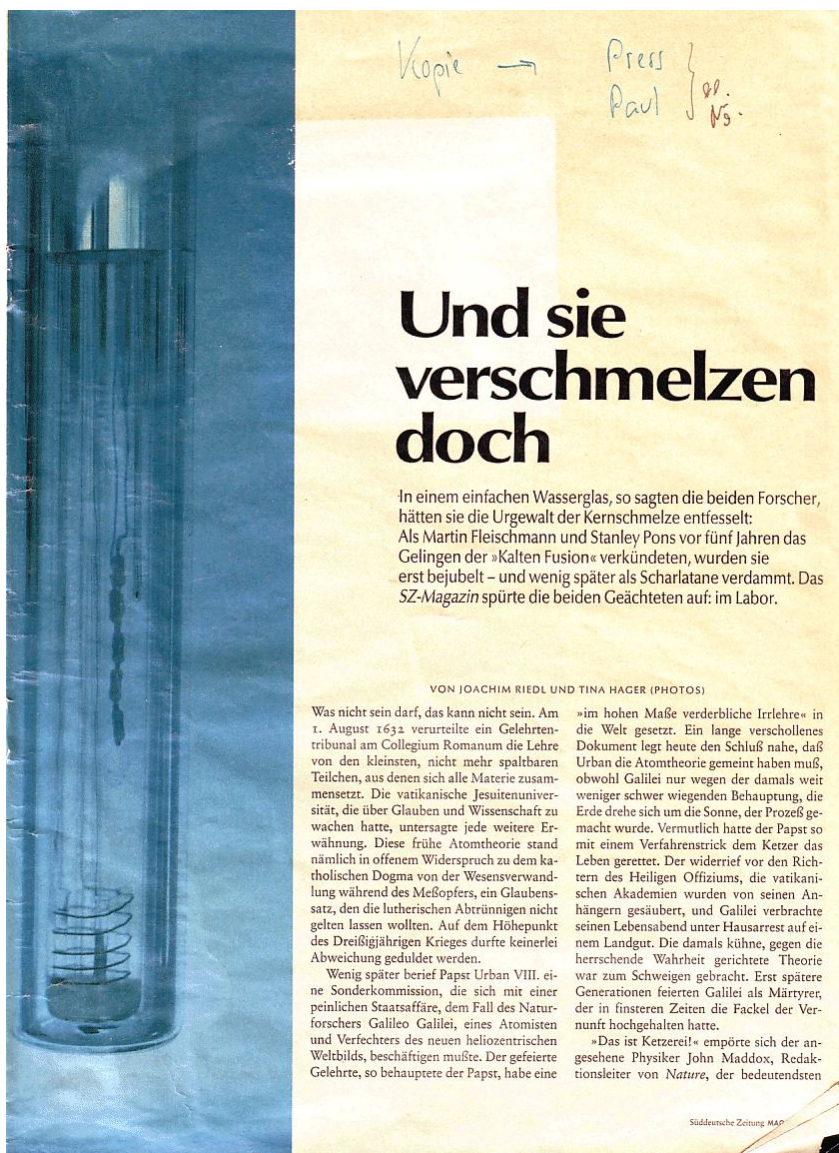 Kopie → Press
Paul
Und sie
verschmelzen
doch
In einem einfachen Wasserglas, so sagten die beiden Forscher,
hätten sie die Urgewalt der Kernschmelze entfesselt:
Als Martin Fleischmann und Stanley Pons vor fünf Jahren das
Gelingen der »Kalten Fusion« verkündeten, wurden sie
erst bejubelt – und wenig später als Scharlatane verdammt. Das
SZ-Magazin spürte die beiden Geächteten auf: im Labor.
VON JOACHIM RIEDL UND TINA HAGER (PHOTOS)
Was nicht sein darf, das kann nicht sein. Am
1. August 1632 verurteilte ein Gelehrten-
tribunal am Collegium Romanum die Lehre
von den kleinsten, nicht mehr spaltbaren
Teilchen, aus denen sich alle Materie zusam-
mensetzt. Die vatikanische Jesuitenuniver-
sität, die über Glauben und Wissenschaft zu
wachen hatte, untersagte jede weitere Er-
wähnung. Diese frühe Atomtheorie stand
nämlich in offenem Widerspruch zu dem ka-
tholischen Dogma von der Wesensverwand-
lung während des Meßopfers, ein Glaubens-
satz, den die lutherischen Abtrünnigen nicht
gelten lassen wollten. Auf dem Höhepunkt
des Dreißigjährigen Krieges durfte keinerlei
Abweichung geduldet werden.
Wenig später berief Papst Urban VIII. ei-
ne Sonderkommission, die sich mit einer
peinlichen Staatsaffäre, dem Fall des Natur-
forschers Galileo Galilei, eines Atomisten
und Verfechters des neuen heliozentrischen
Weltbilds, beschäftigen mußte. Der gefeierte
Gelehrte, so behauptete der Papst, habe eine
»im hohen Maße verderbliche Irrlehre« in
die Welt gesetzt. Ein lange verschollenes
Dokument legt heute den Schluß nahe, daß
Urban die Atomtheorie gemeint haben muß,
obwohl Galilei nur wegen der damals weit
weniger schwer wiegenden Behauptung, die
Erde drehe sich um die Sonne, der Prozeß ge-
macht wurde. Vermutlich hatte der Papst so
mit einem Verfahrenstrick dem Ketzer das
Leben gerettet. Der widerrief vor den Rich-
tern des Heiligen Offiziums, die vatikani-
schen Akademien wurden von seinen An-
hängern gesäubert, und Galilei verbrachte
seinen Lebensabend unter Hausarrest auf ei-
nem Landgut. Die damals kühne, gegen die
herrschende Wahrheit gerichtete Theorie
war zum Schweigen gebracht. Erst spätere
Generationen feierten Galilei als Märtyrer,
der in finsteren Zeiten die Fackel der Ver-
nunft hochgehalten hatte.
»Das ist Ketzerei!« empörte sich der an-
gesehene Physiker John Maddox, Redak-
tionsleiter von Nature, der bedeutendsten
Süddeutsche Zeitung